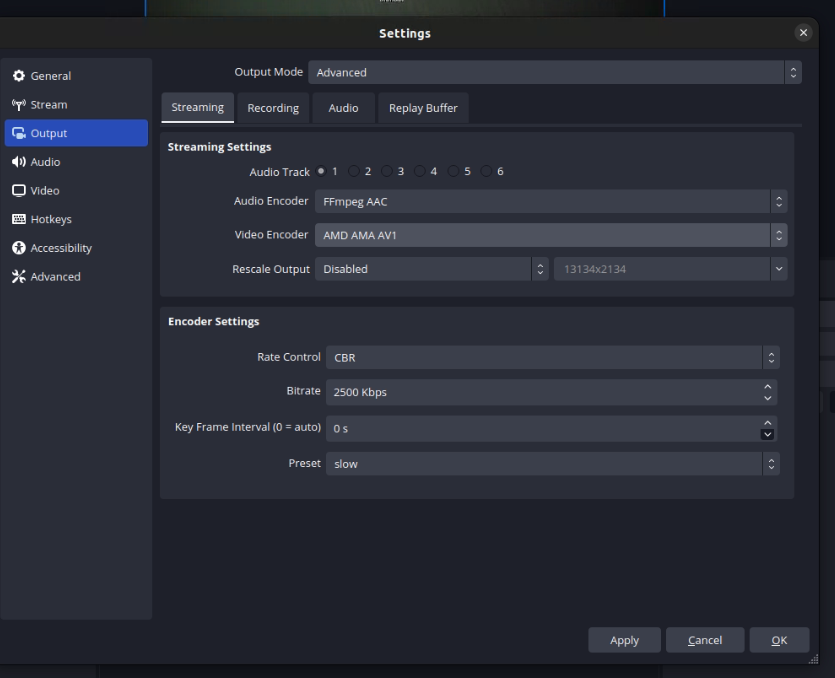 Settings
General
Stream
Output
Audio
Video
Hotkeys
Accessibility
Advanced
Output Mode Advanced
Streaming Recording Audio Replay Buffer
Streaming Settings
Audio Track 1 2 3 4 5 6
Audio Encoder FFmpeg AAC
Video Encoder AMD AMA AV1
Rescale Output Disabled 13134x2134
Encoder Settings
Rate Control CBR
Bitrate 2500 Kbps
Key Frame Interval (0 = auto) 0 s
Preset slow
Apply Cancel OK